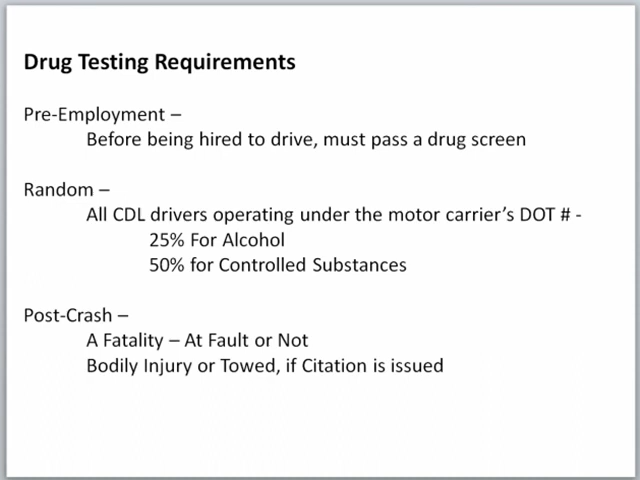 Drug Testing Requirements
Pre-Employment –
Before being hired to drive, must pass a drug screen
Random –
All CDL drivers operating under the motor carrier's DOT # -
25% For Alcohol
50% for Controlled Substances
Post-Crash –
A Fatality – At Fault or Not
Bodily Injury or Towed, if Citation is issued